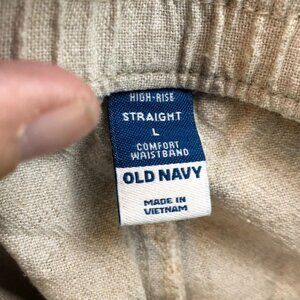 HIGH-RISE
STRAIGHT
L
COMFORT
WAISTBAND
OLD NAVY
MADE IN
VIETNAM